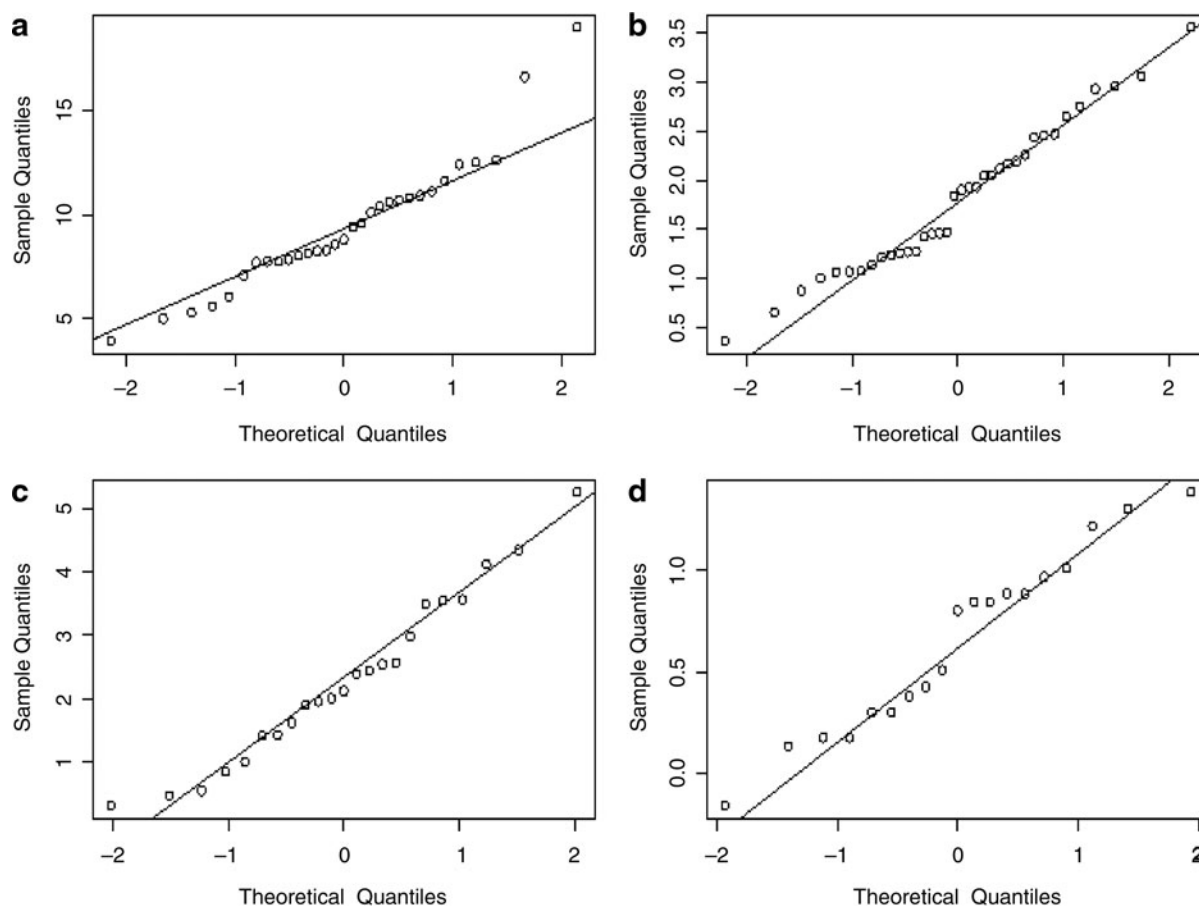 a
Sample Quantiles
15
10
5
−2 −1 0 1 2
Theoretical Quantiles
b
Sample Quantiles
3.5
3.0
2.5
2.0
1.5
1.0
0.5
−2 −1 0 1 2
Theoretical Quantiles
c
Sample Quantiles
5
4
3
2
1
−2 −1 0 1 2
Theoretical Quantiles
d
Sample Quantiles
1.0
0.5
0.0
−2 −1 0 1 2
Theoretical Quantiles